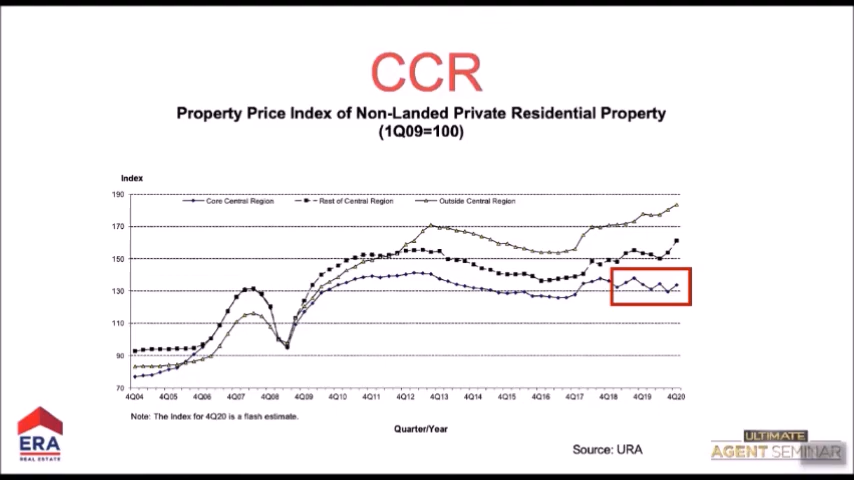 CCR
Property Price Index of Non-Landed Private Residential Property
(1Q09=100)
Index
Core Central Region
Rest of Central Region
Outside Central Region
190
170
150
130
110
90
70
4Q04 4Q05 4Q06 4Q07 4Q08 4Q09 4Q10 4Q11 4Q12 4Q13 4Q14 4Q15 4Q16 4Q17 4Q18 4Q19 4Q20
Note: The Index for 4Q20 is a flash estimate.
Quarter/Year
Source: URA
ERA
REAL ESTATE
ULTIMATE
AGENT SEMINAR